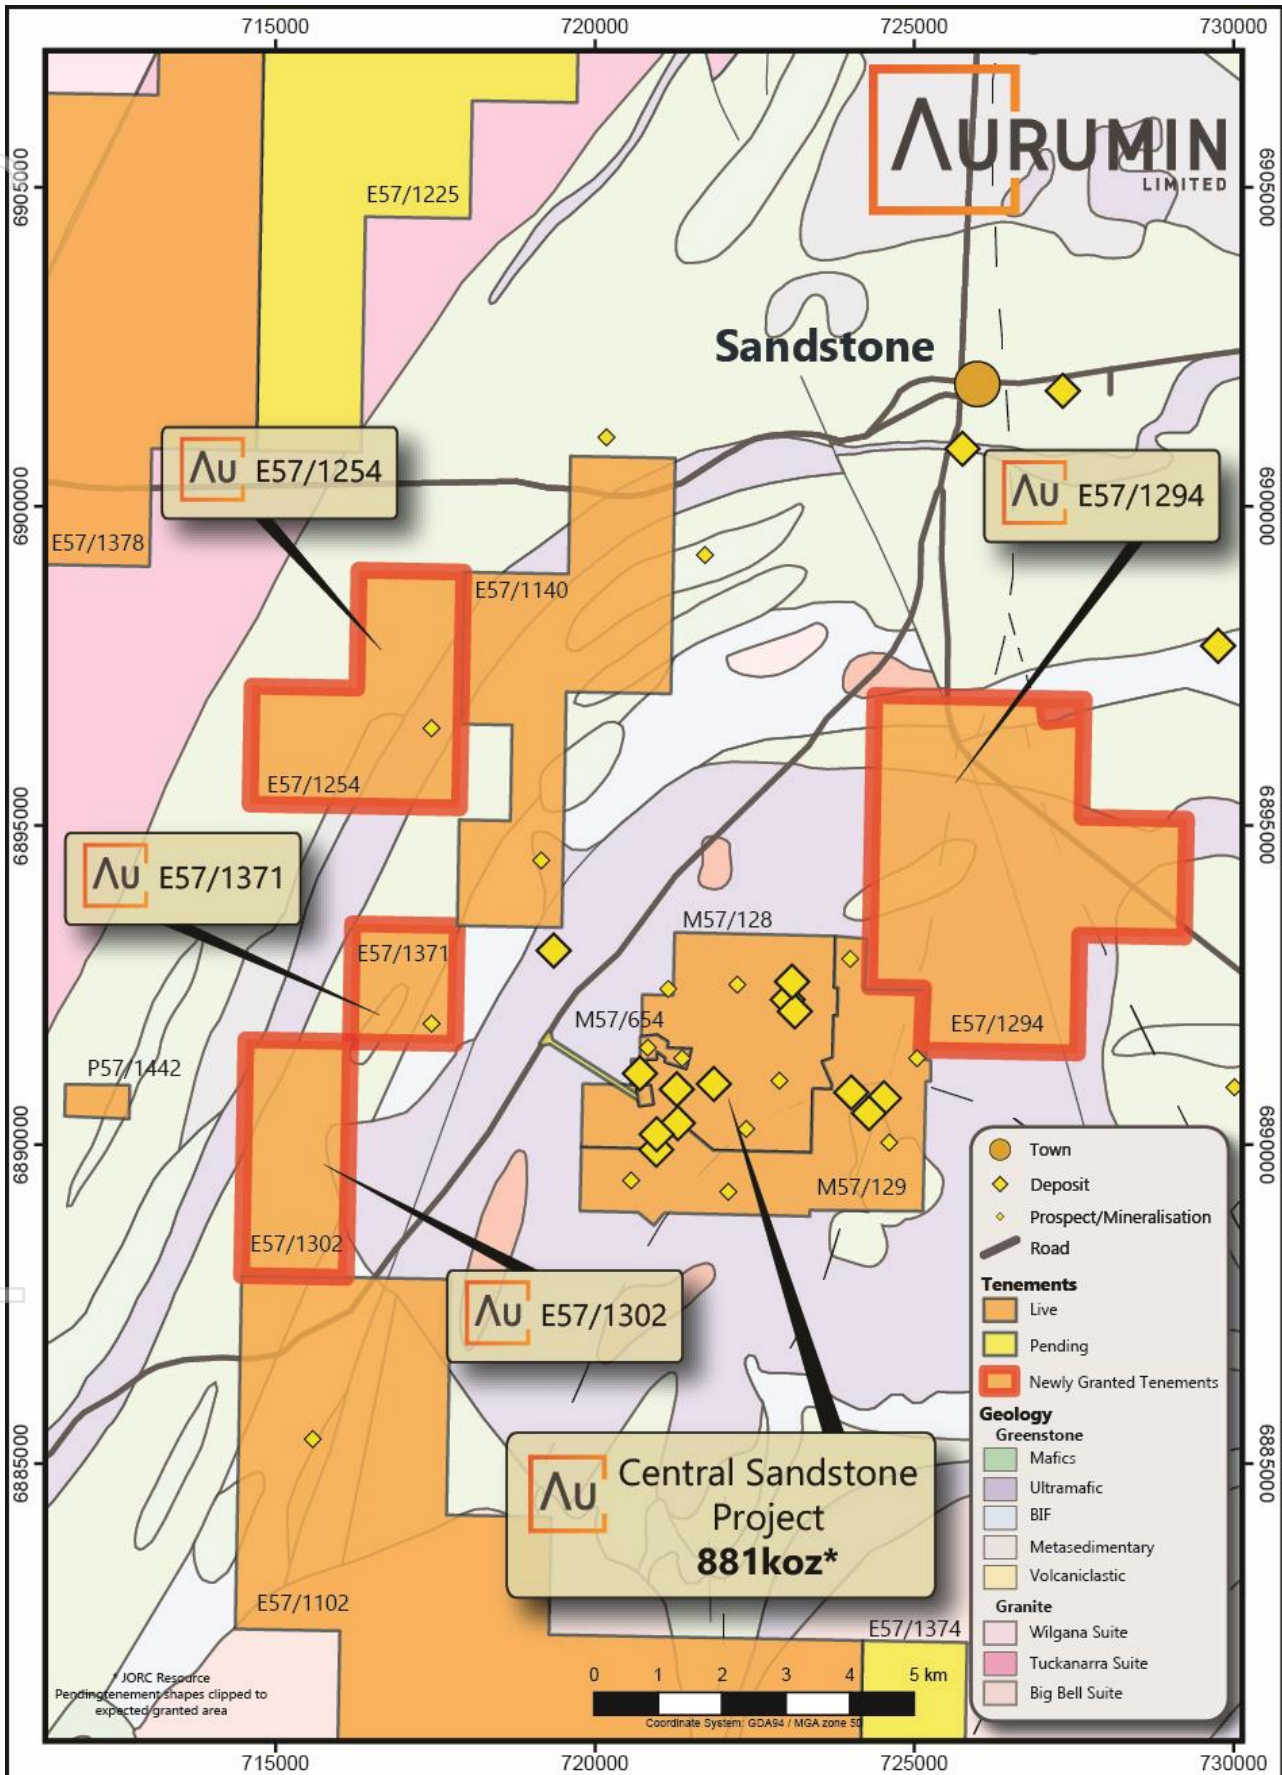 715000
720000
725000
730000
AURUMIN
LIMITED
6905000
6905000
E57/1225
Sandstone
Au E57/1254
Au E57/1294
6900000
6900000
E57/1378
E57/1140
E57/1254
6895000
6895000
Au E57/1371
M57/128
E57/1371
M57/654
E57/1294
P57/1442
6890000
6890000
M57/129
E57/1302
Au E57/1302
Town
Deposit
Prospect/Mineralisation
Road
Tenements
Live
Pending
Newly Granted Tenements
Geology
Greenstone
Mafics
Ultramafic
BIF
Metasedimentary
Volcaniclastic
Granite
Wilgana Suite
Tuckanarra Suite
Big Bell Suite
6885000
6885000
Au Central Sandstone
Project
881koz*
E57/1102
E57/1374
* JORC Resource
Pending tenement shapes clipped to
expected granted area
0 1 2 3 4 5 km
Coordinate System: GDA94 / MGA zone 50
715000
720000
725000
730000